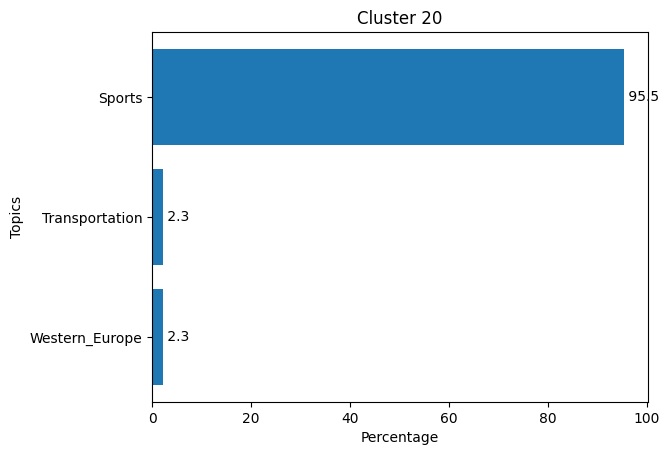 Cluster 20
Topics
Sports
95.5
Transportation
2.3
Western_Europe
2.3
0
20
40
60
80
100
Percentage